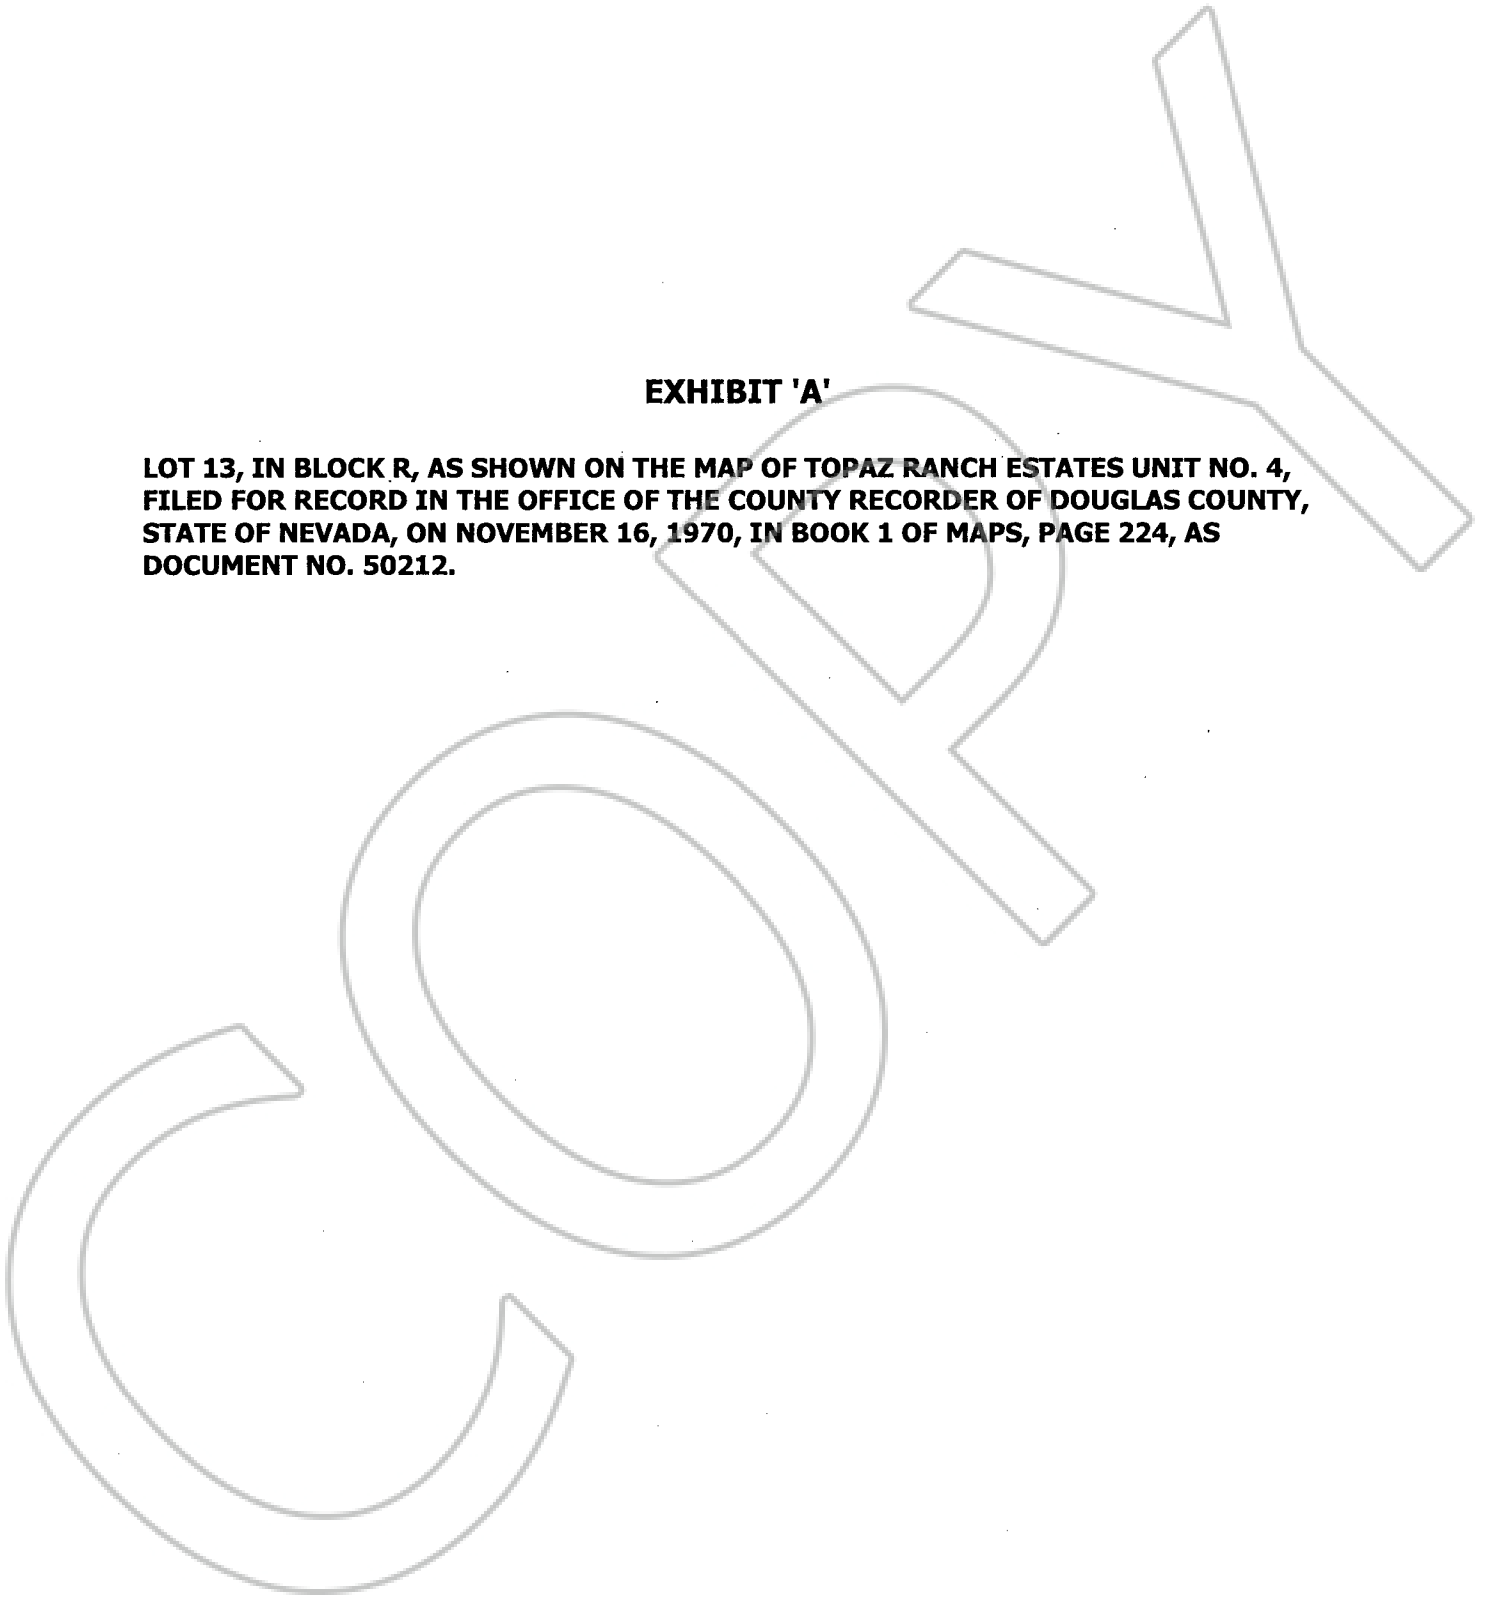 EXHIBIT 'A'
LOT 13, IN BLOCK R, AS SHOWN ON THE MAP OF TOPAZ RANCH ESTATES UNIT NO. 4,
FILED FOR RECORD IN THE OFFICE OF THE COUNTY RECORDER OF DOUGLAS COUNTY,
STATE OF NEVADA, ON NOVEMBER 16, 1970, IN BOOK 1 OF MAPS, PAGE 224, AS
DOCUMENT NO. 50212.
COPY